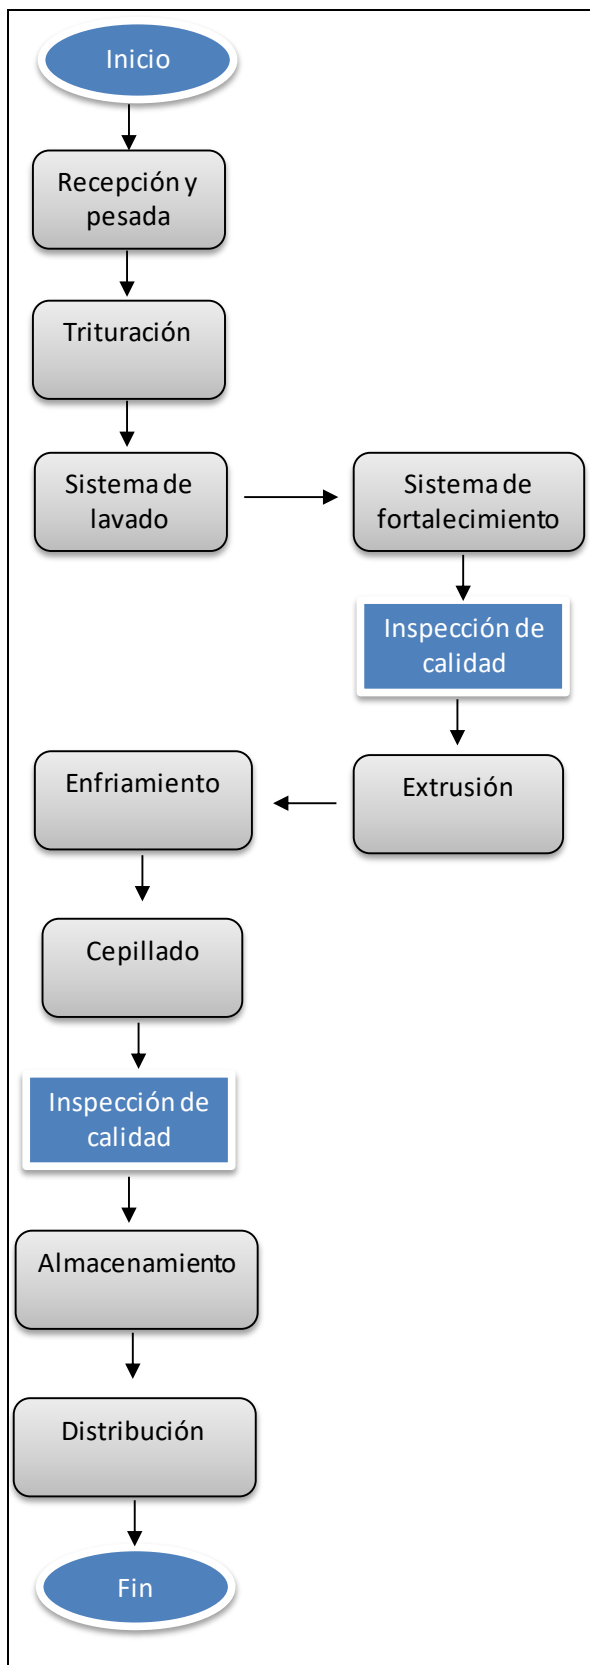 Inicio
Recepción y
pesada
Trituración
Sistema de
lavado
Sistema de
fortalecimiento
Inspección de
calidad
Extrusión
Enfriamiento
Cepillado
Inspección de
calidad
Almacenamiento
Distribución
Fin